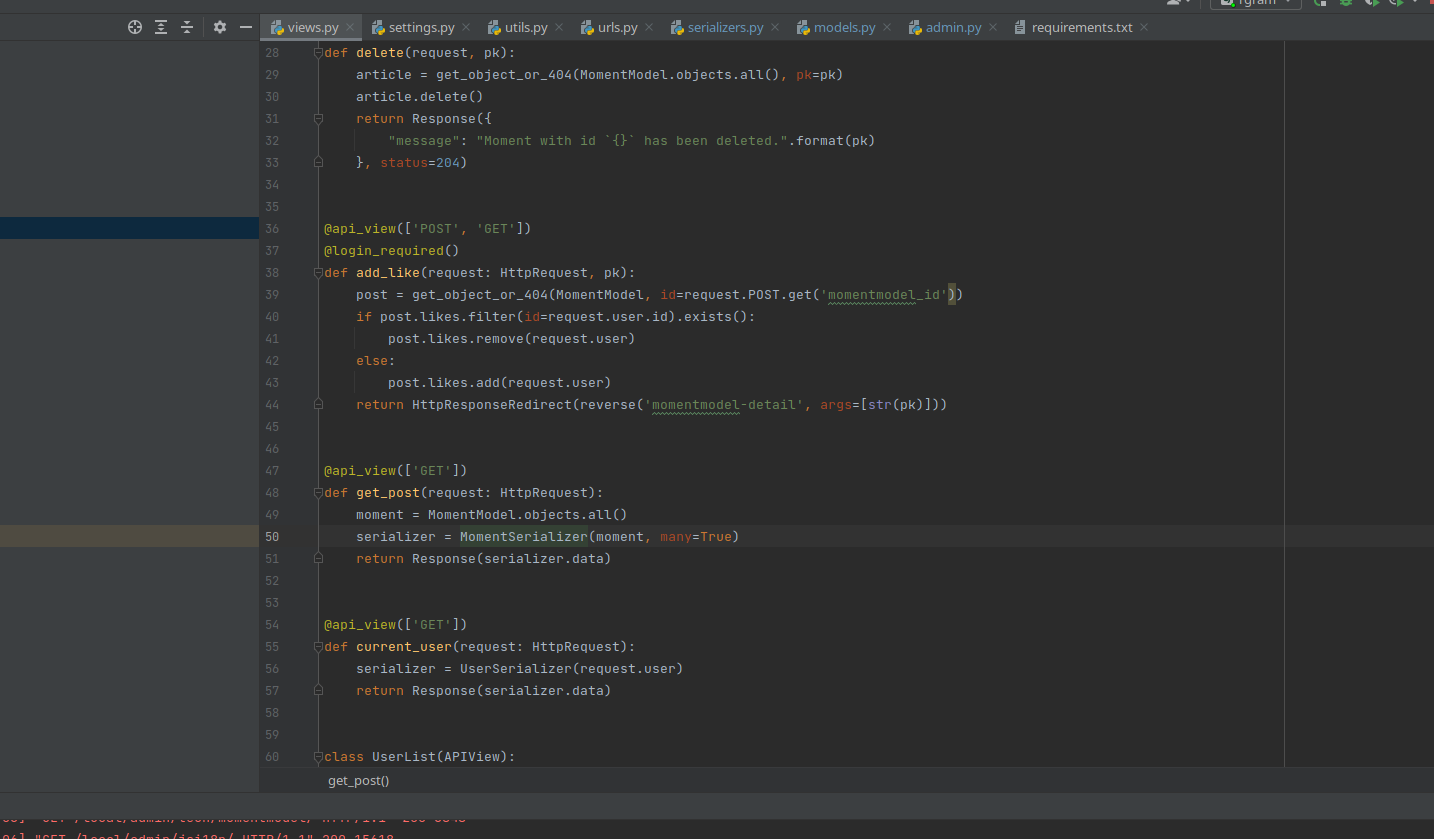 rgram
views.py settings.py utils.py urls.py serializers.py models.py admin.py requirements.txt
28 def delete(request, pk):
29 article = get_object_or_404(MomentModel.objects.all(), pk=pk)
30 article.delete()
31 return Response({
32 "message": "Moment with id `{}` has been deleted.".format(pk)
33 }, status=204)
34
35
36 @api_view(['POST', 'GET'])
37 @login_required()
38 def add_like(request: HttpRequest, pk):
39 post = get_object_or_404(MomentModel, id=request.POST.get('momentmodel_id'))
40 if post.likes.filter(id=request.user.id).exists():
41 post.likes.remove(request.user)
42 else:
43 post.likes.add(request.user)
44 return HttpResponseRedirect(reverse('momentmodel-detail', args=[str(pk)]))
45
46
47 @api_view(['GET'])
48 def get_post(request: HttpRequest):
49 moment = MomentModel.objects.all()
50 serializer = MomentSerializer(moment, many=True)
51 return Response(serializer.data)
52
53
54 @api_view(['GET'])
55 def current_user(request: HttpRequest):
56 serializer = UserSerializer(request.user)
57 return Response(serializer.data)
58
59
60 class UserList(APIView):
get_post()
"GET /local/admin/jsi18n/ HTTP/1.1" 200 15618